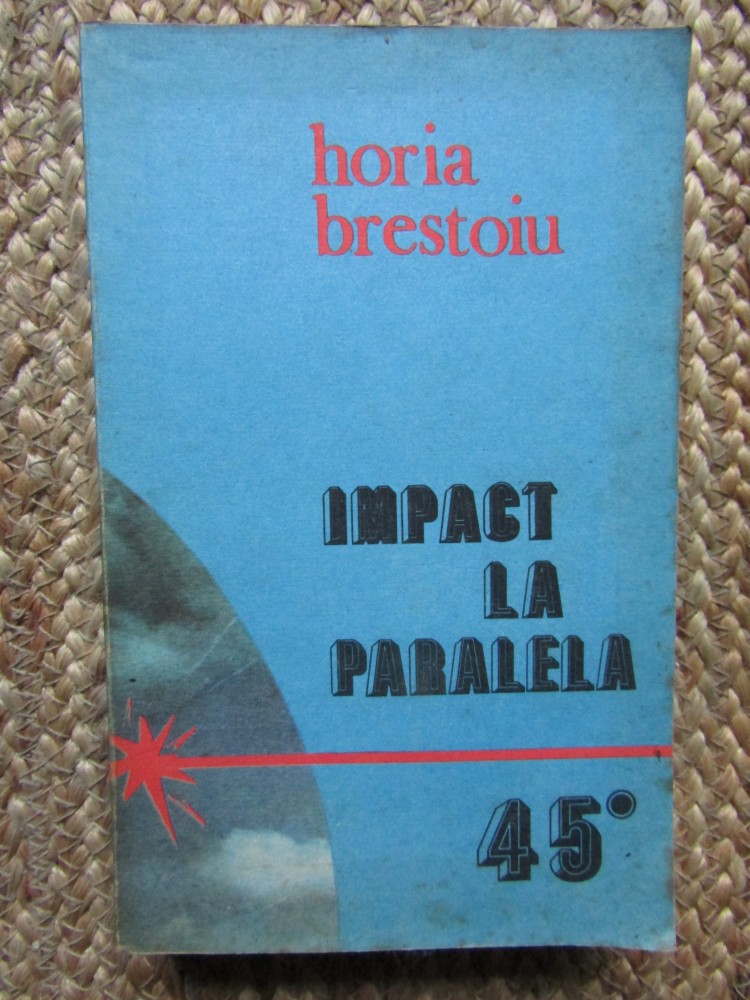 horia
brestoiu
IMPACT
LA
PARALELA
45°